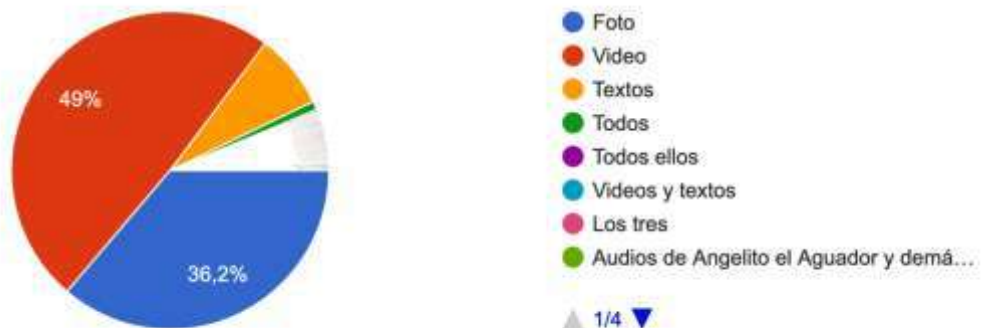 49%
36,2%
Foto
Video
Textos
Todos
Todos ellos
Videos y textos
Los tres
Audios de Angelito el Aguador y demá…
1/4